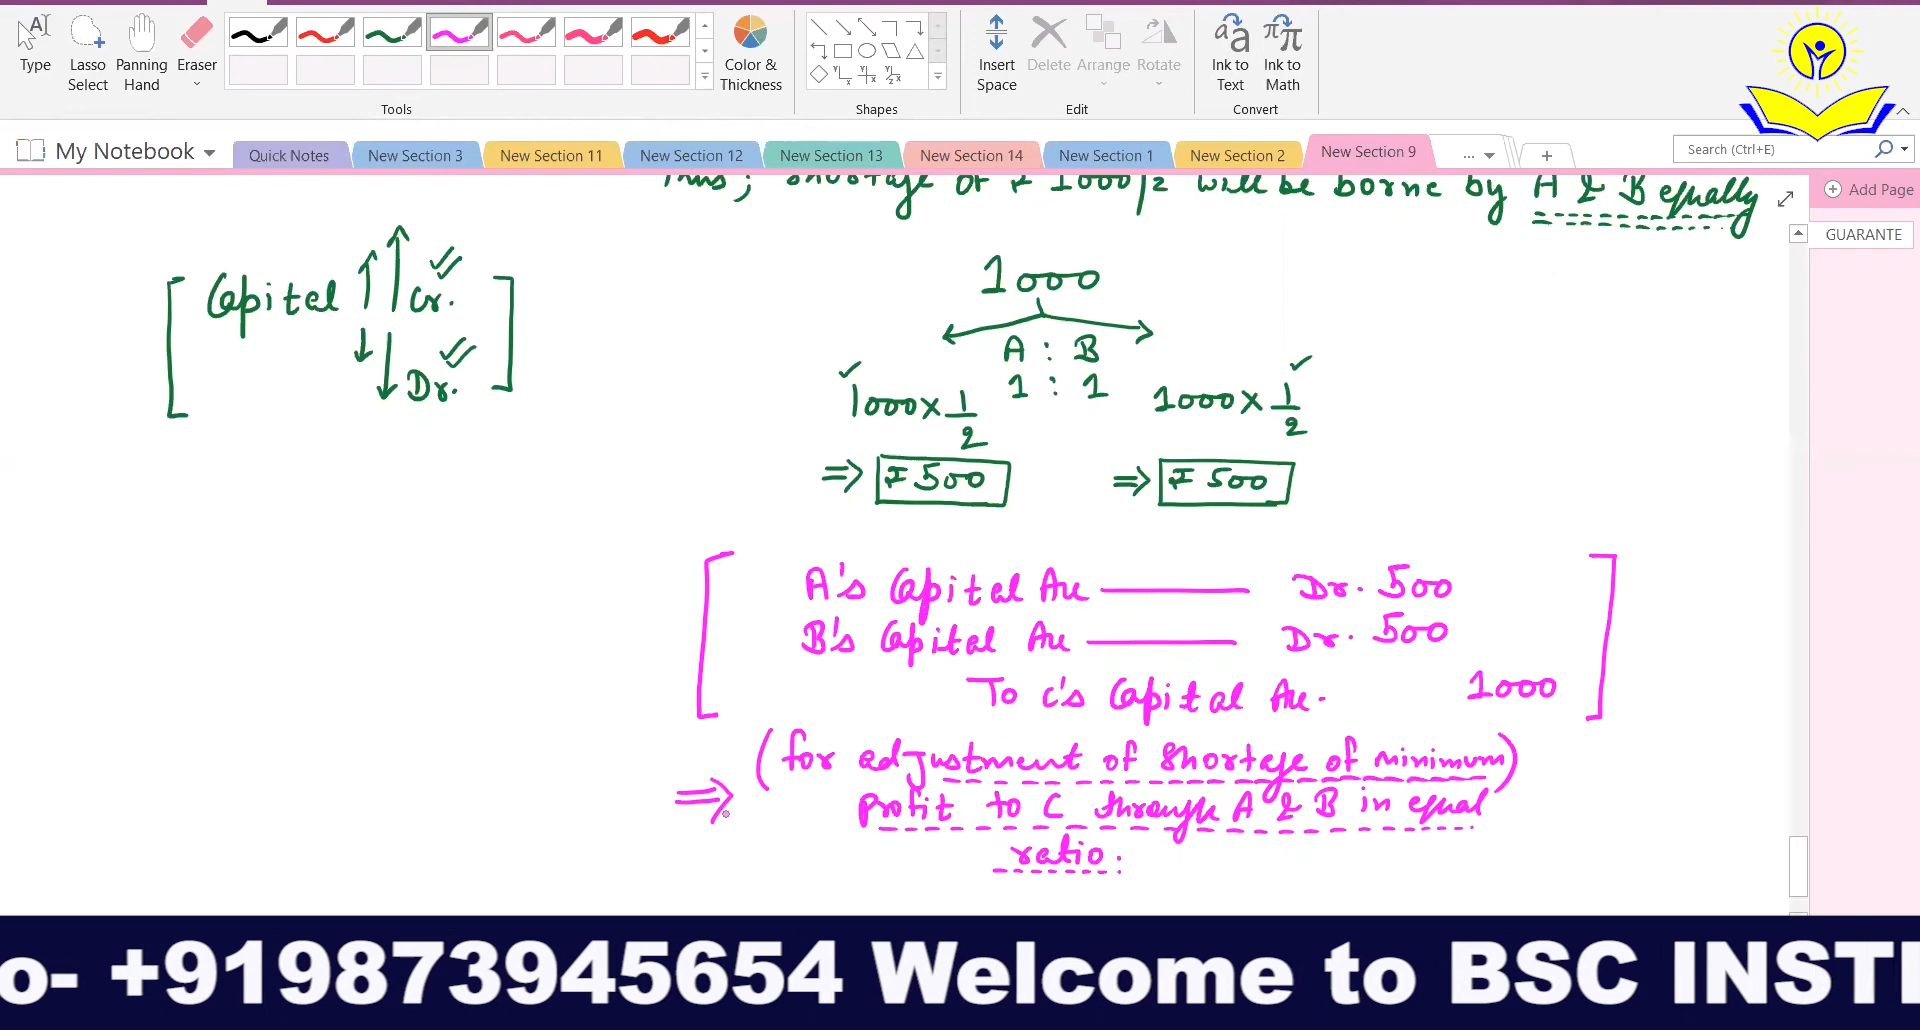 Type
Lasso Select
Panning Hand
Eraser
Color & Thickness
Insert Space
Delete
Arrange
Rotate
Ink to Text
Ink to Math
Tools
Shapes
Edit
Convert
My Notebook
Quick Notes
New Section 3
New Section 11
New Section 12
New Section 13
New Section 14
New Section 1
New Section 2
New Section 9
...
Search (Ctrl+E)
Add Page
GUARANTE
Thus; shortage of ₹ 1000/2 will be borne by A & B equally
Capital Cr.
Dr.
1000
A : B
1 : 1
1000 × 1/2
1000 × 1/2
⇒ ₹ 500
⇒ ₹ 500
A's Capital A/c ——— Dr. 500
B's Capital A/c ——— Dr. 500
To C's Capital A/c. 1000
(for adjustment of shortage of minimum)
⇒ profit to C through A & B in equal
ratio.
o- +919873945654 Welcome to BSC INSTI